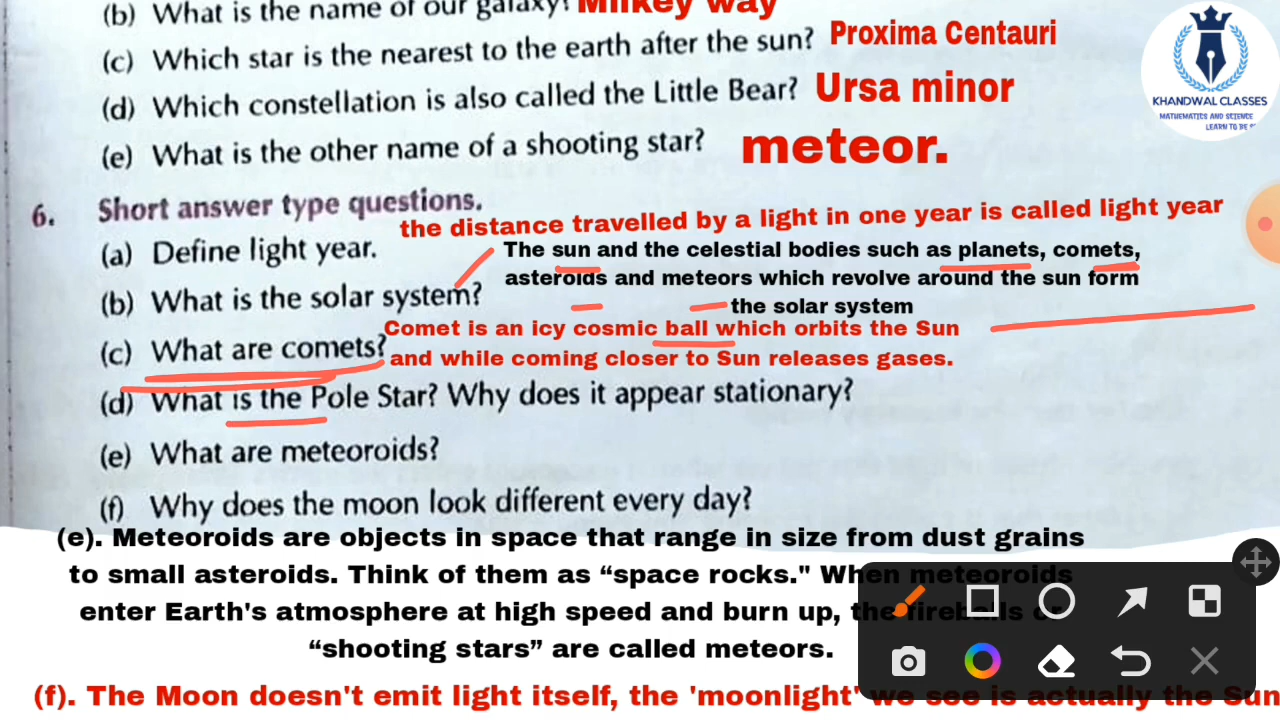 (b) What is the name of our galaxy? Milkey way
(c) Which star is the nearest to the earth after the sun? Proxima Centauri
(d) Which constellation is also called the Little Bear? Ursa minor
(e) What is the other name of a shooting star? meteor.
KHANDWAL CLASSES
MATHEMATICS AND SCIENCE
LEARN TO BE
6. Short answer type questions.
the distance travelled by a light in one year is called light year
(a) Define light year.
The sun and the celestial bodies such as planets, comets,
asteroids and meteors which revolve around the sun form
the solar system
(b) What is the solar system?
Comet is an icy cosmic ball which orbits the Sun
and while coming closer to Sun releases gases.
(c) What are comets?
(d) What is the Pole Star? Why does it appear stationary?
(e) What are meteoroids?
(f) Why does the moon look different every day?
(e). Meteoroids are objects in space that range in size from dust grains
to small asteroids. Think of them as “space rocks." When meteoroids
enter Earth's atmosphere at high speed and burn up, the fireballs or
“shooting stars” are called meteors.
(f). The Moon doesn't emit light itself, the 'moonlight' we see is actually the Sun